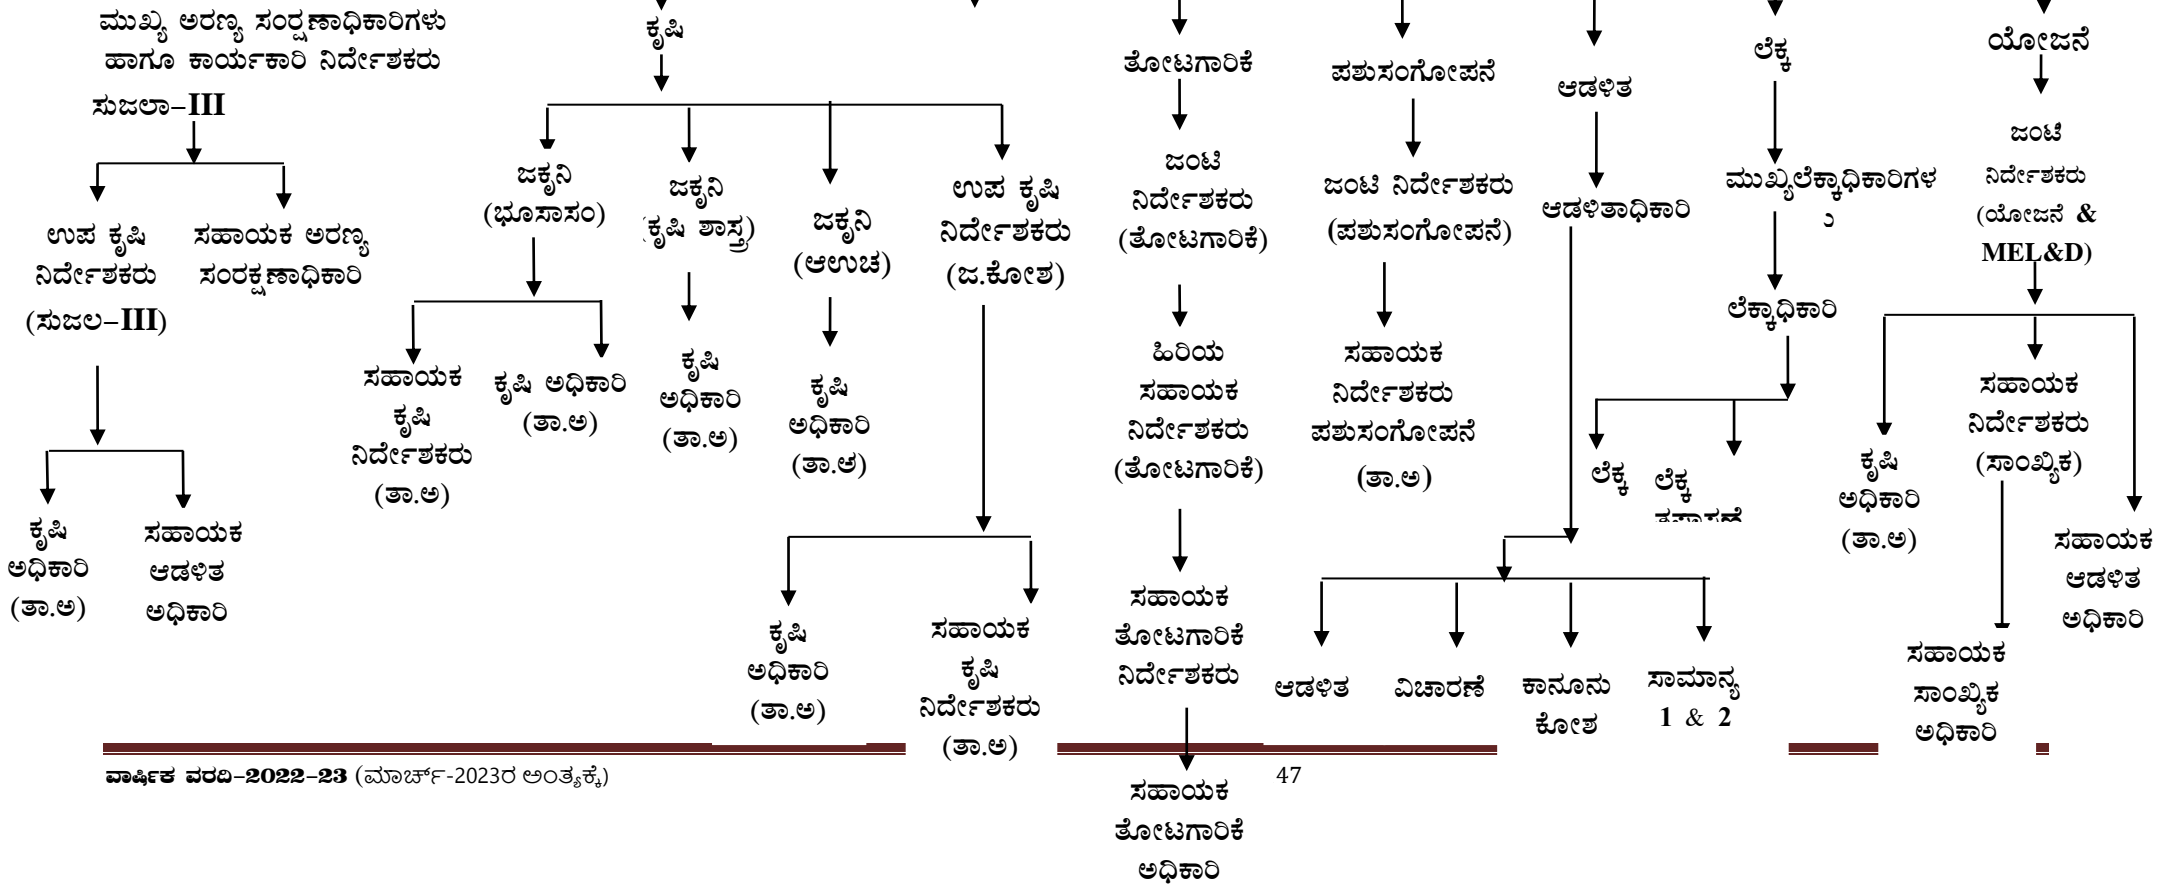 ಮುಖ್ಯ ಅರಣ್ಯ ಸಂರಕ್ಷಣಾಧಿಕಾರಿಗಳು
ಹಾಗೂ ಕಾರ್ಯಕಾರಿ ನಿರ್ದೇಶಕರು
ಸುಜಲಾ–III
ಉಪ ಕೃಷಿ
ನಿರ್ದೇಶಕರು
(ಸುಜಲ–III)
ಸಹಾಯಕ ಅರಣ್ಯ
ಸಂರಕ್ಷಣಾಧಿಕಾರಿ
ಕೃಷಿ
ಅಧಿಕಾರಿ
(ತಾ.ಅ)
ಸಹಾಯಕ
ಆಡಳಿತ
ಅಧಿಕಾರಿ
ಕೃಷಿ
ಜಕೃನಿ
(ಭೂಸಾಸಂ)
ಸಹಾಯಕ
ಕೃಷಿ
ನಿರ್ದೇಶಕರು
(ತಾ.ಅ)
ಕೃಷಿ ಅಧಿಕಾರಿ
(ತಾ.ಅ)
ಜಕೃನಿ
(ಕೃಷಿ ಶಾಸ್ತ್ರ)
ಕೃಷಿ
ಅಧಿಕಾರಿ
(ತಾ.ಅ)
ಜಕೃನಿ
(ಆಉಚ)
ಕೃಷಿ
ಅಧಿಕಾರಿ
(ತಾ.ಅ)
ಉಪ ಕೃಷಿ
ನಿರ್ದೇಶಕರು
(ಜ.ಕೋಶ)
ಕೃಷಿ
ಅಧಿಕಾರಿ
(ತಾ.ಅ)
ಸಹಾಯಕ
ಕೃಷಿ
ನಿರ್ದೇಶಕರು
(ತಾ.ಅ)
ತೋಟಗಾರಿಕೆ
ಜಂಟಿ
ನಿರ್ದೇಶಕರು
(ತೋಟಗಾರಿಕೆ)
ಹಿರಿಯ
ಸಹಾಯಕ
ನಿರ್ದೇಶಕರು
(ತೋಟಗಾರಿಕೆ)
ಸಹಾಯಕ
ತೋಟಗಾರಿಕೆ
ನಿರ್ದೇಶಕರು
ಸಹಾಯಕ
ತೋಟಗಾರಿಕೆ
ಅಧಿಕಾರಿ
ಪಶುಸಂಗೋಪನೆ
ಜಂಟಿ ನಿರ್ದೇಶಕರು
(ಪಶುಸಂಗೋಪನೆ)
ಸಹಾಯಕ
ನಿರ್ದೇಶಕರು
ಪಶುಸಂಗೋಪನೆ
(ತಾ.ಅ)
ಆಡಳಿತ
ಆಡಳಿತಾಧಿಕಾರಿ
ಆಡಳಿತ
ವಿಚಾರಣೆ
ಕಾನೂನು
ಕೋಶ
ಸಾಮಾನ್ಯ
1 & 2
ಲೆಕ್ಕ
ಮುಖ್ಯಲೆಕ್ಕಾಧಿಕಾರಿಗಳ
ು
ಲೆಕ್ಕಾಧಿಕಾರಿ
ಲೆಕ್ಕ
ಲೆಕ್ಕ
ಯೋಜನೆ
ಜಂಟಿ
ನಿರ್ದೇಶಕರು
(ಯೋಜನೆ &
MEL&D)
ಕೃಷಿ
ಅಧಿಕಾರಿ
(ತಾ.ಅ)
ಸಹಾಯಕ
ನಿರ್ದೇಶಕರು
(ಸಾಂಖ್ಯಿಕ)
ಸಹಾಯಕ
ಸಾಂಖ್ಯಿಕ
ಅಧಿಕಾರಿ
ಸಹಾಯಕ
ಆಡಳಿತ
ಅಧಿಕಾರಿ
ವಾರ್ಷಿಕ ವರದಿ–2022–23 (ಮಾರ್ಚ್-2023ರ ಅಂತ್ಯಕ್ಕೆ)
47